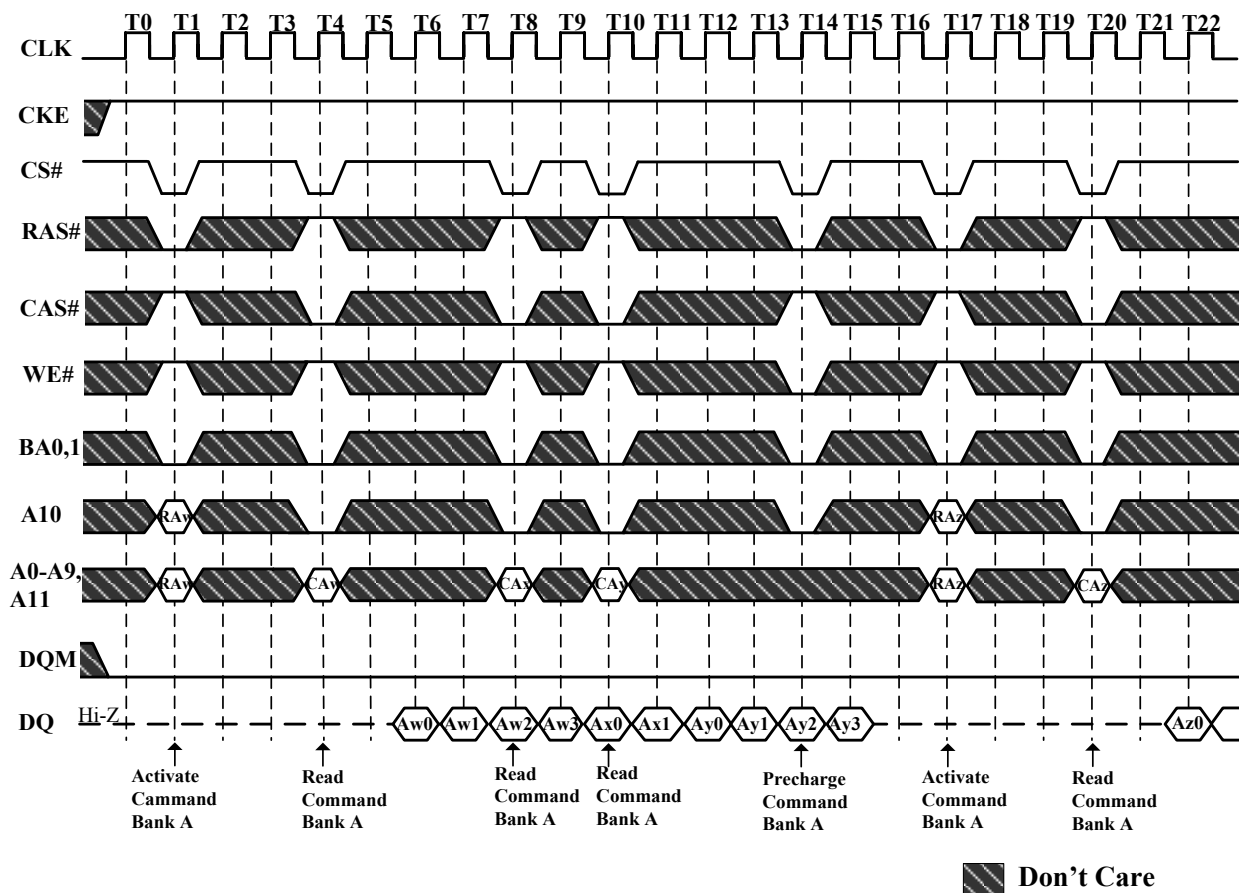 T0 T1 T2 T3 T4 T5 T6 T7 T8 T9 T10 T11 T12 T13 T14 T15 T16 T17 T18 T19 T20 T21 T22
CLK
CKE
CS#
RAS#
CAS#
WE#
BA0,1
A10 RAw RAz
A0-A9, RAw CAw CAx CAy RAz CAz
A11
DQM
DQ Hi-Z Aw0 Aw1 Aw2 Aw3 Ax0 Ax1 Ay0 Ay1 Ay2 Ay3 Az0
Activate
Cammand
Bank A
Read
Command
Bank A
Read
Command
Bank A
Read
Command
Bank A
Precharge
Command
Bank A
Activate
Command
Bank A
Read
Command
Bank A
Don't Care